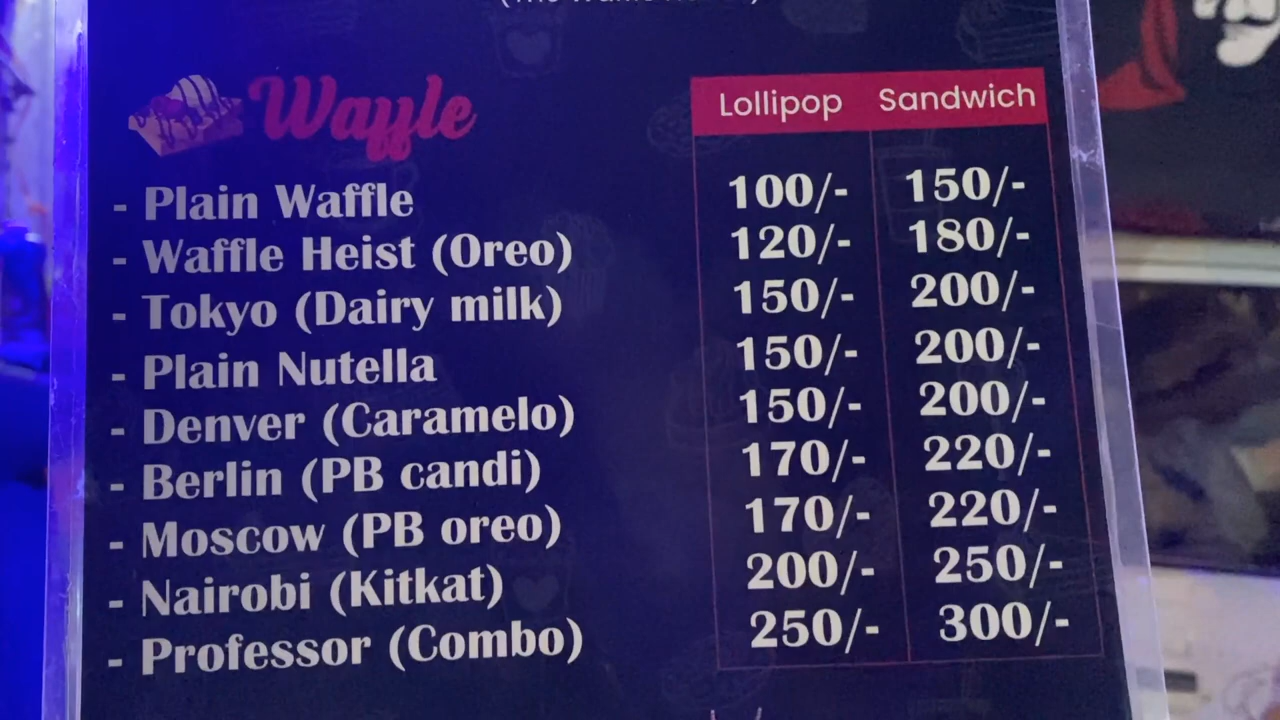 Waffle
Lollipop Sandwich
- Plain Waffle 100/- 150/-
- Waffle Heist (Oreo) 120/- 180/-
- Tokyo (Dairy milk) 150/- 200/-
- Plain Nutella 150/- 200/-
- Denver (Caramelo) 150/- 200/-
- Berlin (PB candi) 170/- 220/-
- Moscow (PB oreo) 170/- 220/-
- Nairobi (Kitkat) 200/- 250/-
- Professor (Combo) 250/- 300/-